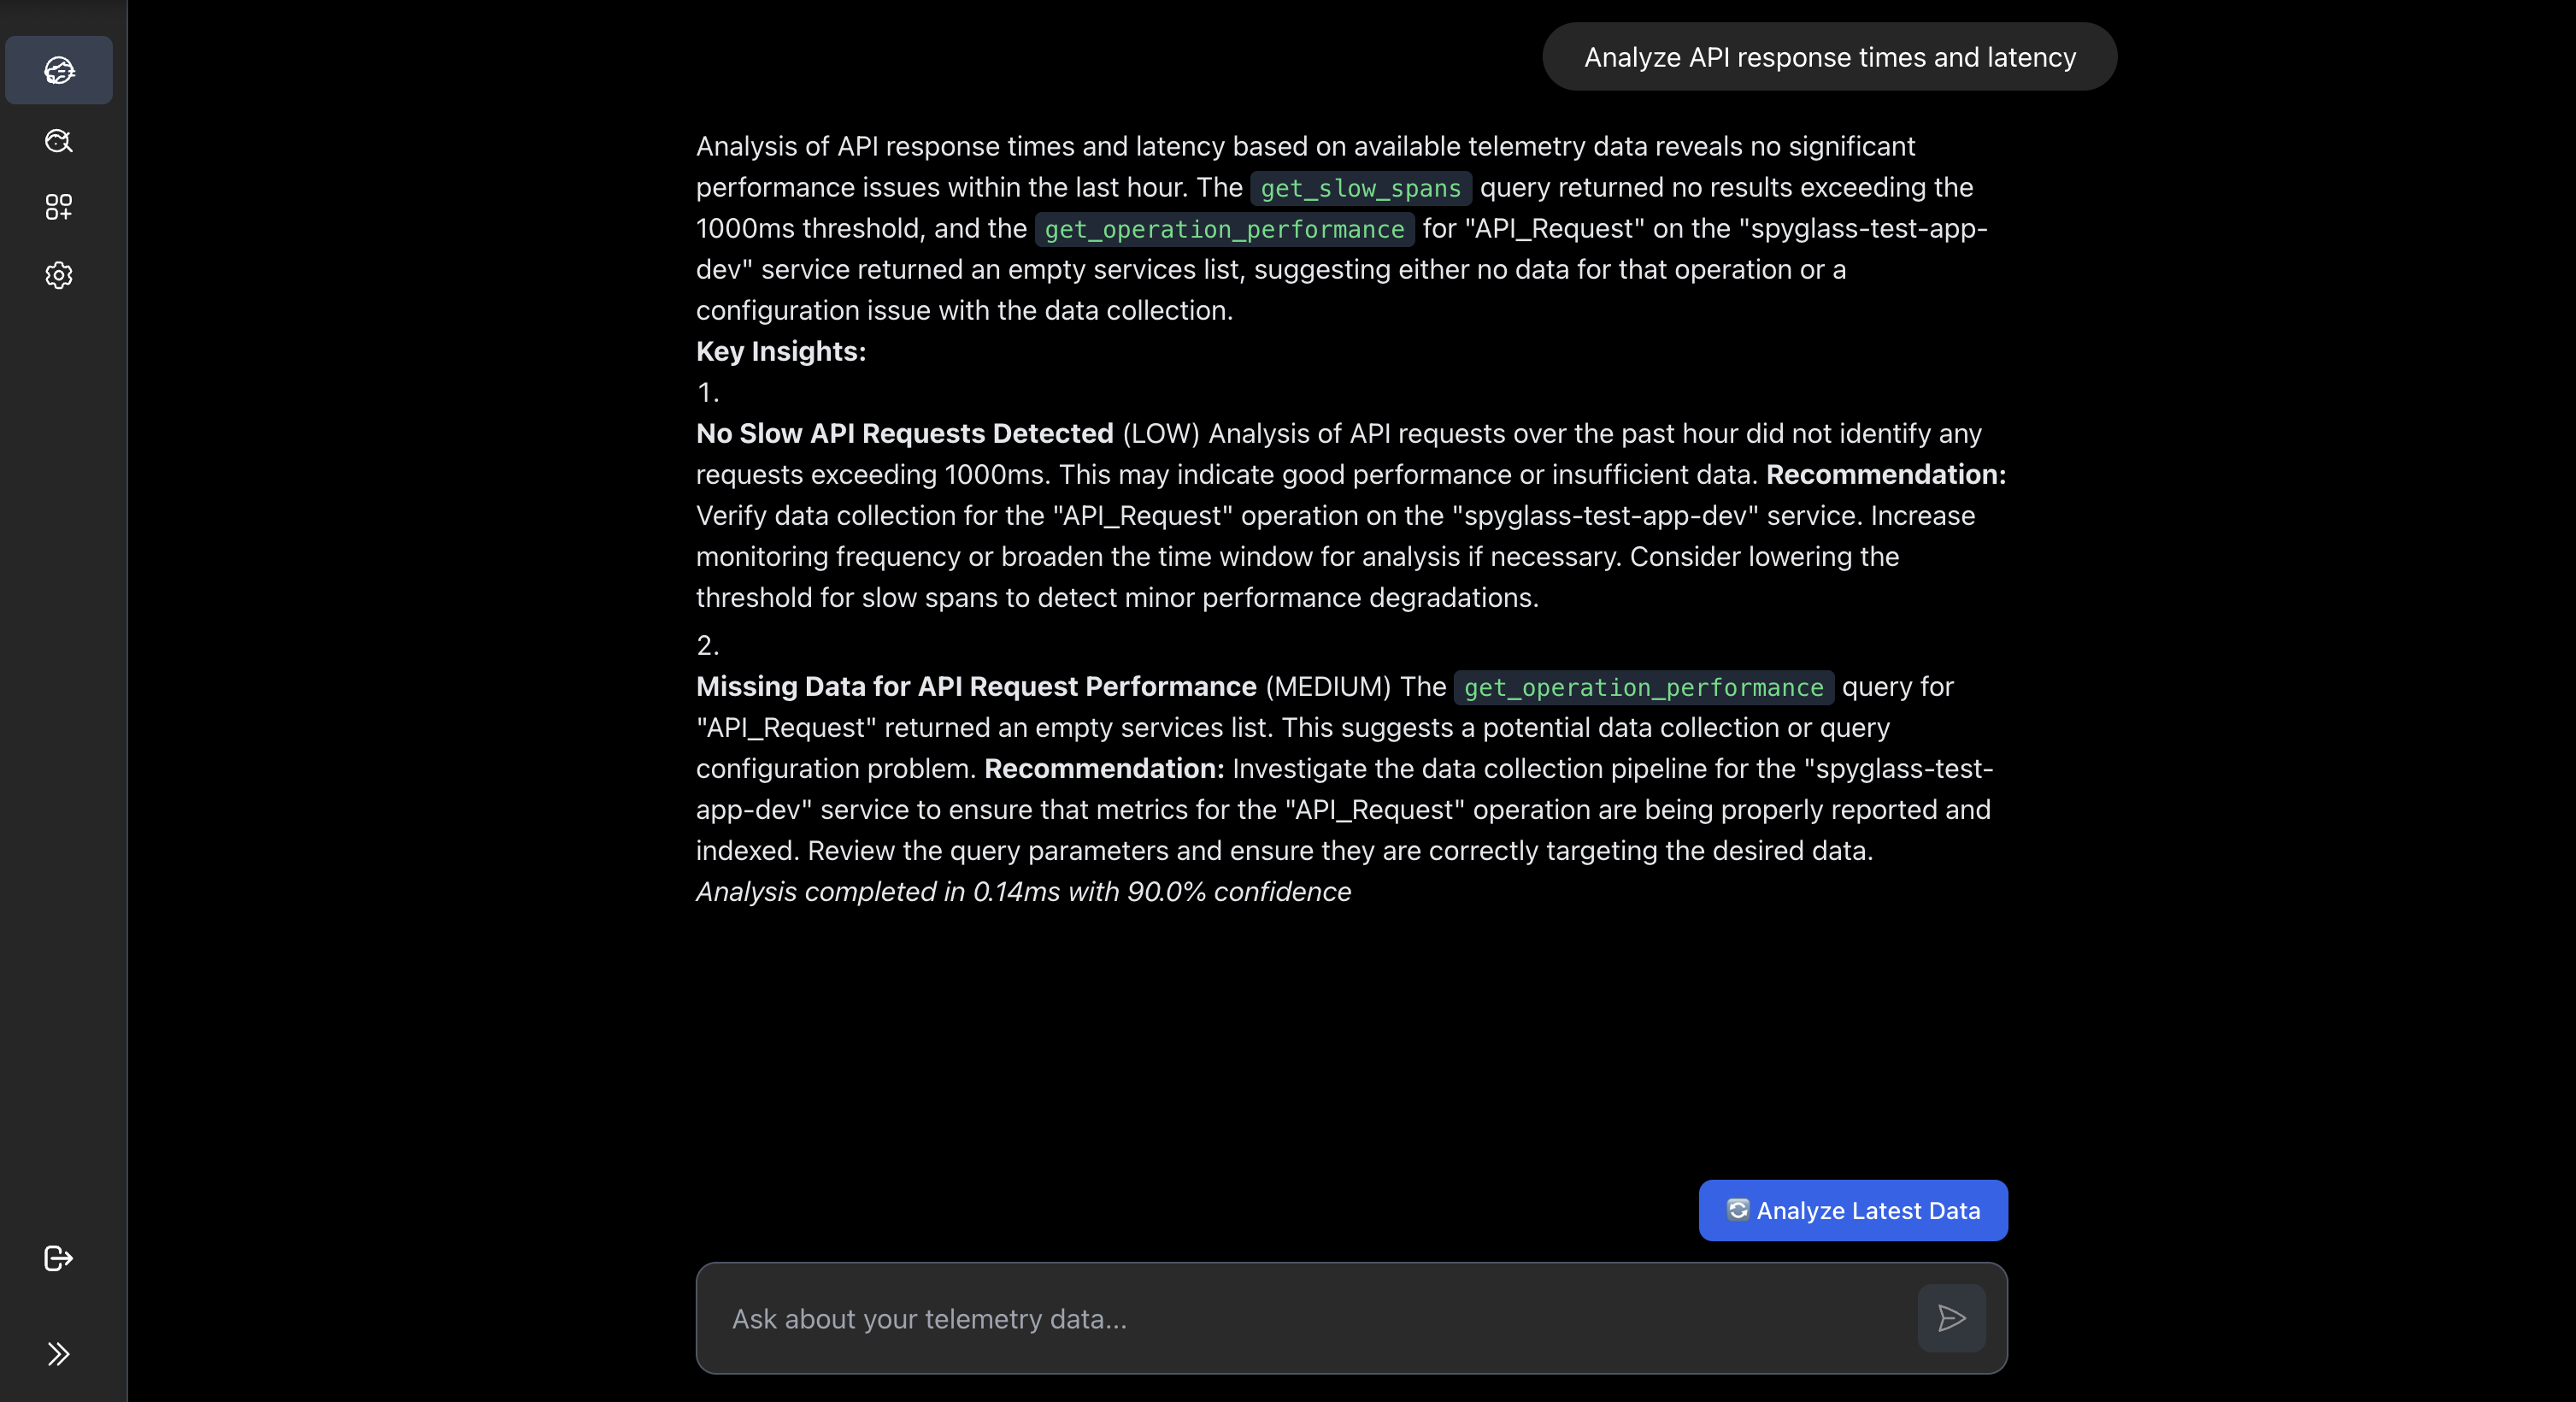 Analyze API response times and latency
Analysis of API response times and latency based on available telemetry data reveals no significant
performance issues within the last hour. The get_slow_spans query returned no results exceeding the
1000ms threshold, and the get_operation_performance for "API_Request" on the "spyglass-test-app-
dev" service returned an empty services list, suggesting either no data for that operation or a
configuration issue with the data collection.
Key Insights:
1.
No Slow API Requests Detected (LOW) Analysis of API requests over the past hour did not identify any
requests exceeding 1000ms. This may indicate good performance or insufficient data. Recommendation:
Verify data collection for the "API_Request" operation on the "spyglass-test-app-dev" service. Increase
monitoring frequency or broaden the time window for analysis if necessary. Consider lowering the
threshold for slow spans to detect minor performance degradations.
2.
Missing Data for API Request Performance (MEDIUM) The get_operation_performance query for
"API_Request" returned an empty services list. This suggests a potential data collection or query
configuration problem. Recommendation: Investigate the data collection pipeline for the "spyglass-test-
app-dev" service to ensure that metrics for the "API_Request" operation are being properly reported and
indexed. Review the query parameters and ensure they are correctly targeting the desired data.
Analysis completed in 0.14ms with 90.0% confidence
Analyze Latest Data
Ask about your telemetry data...